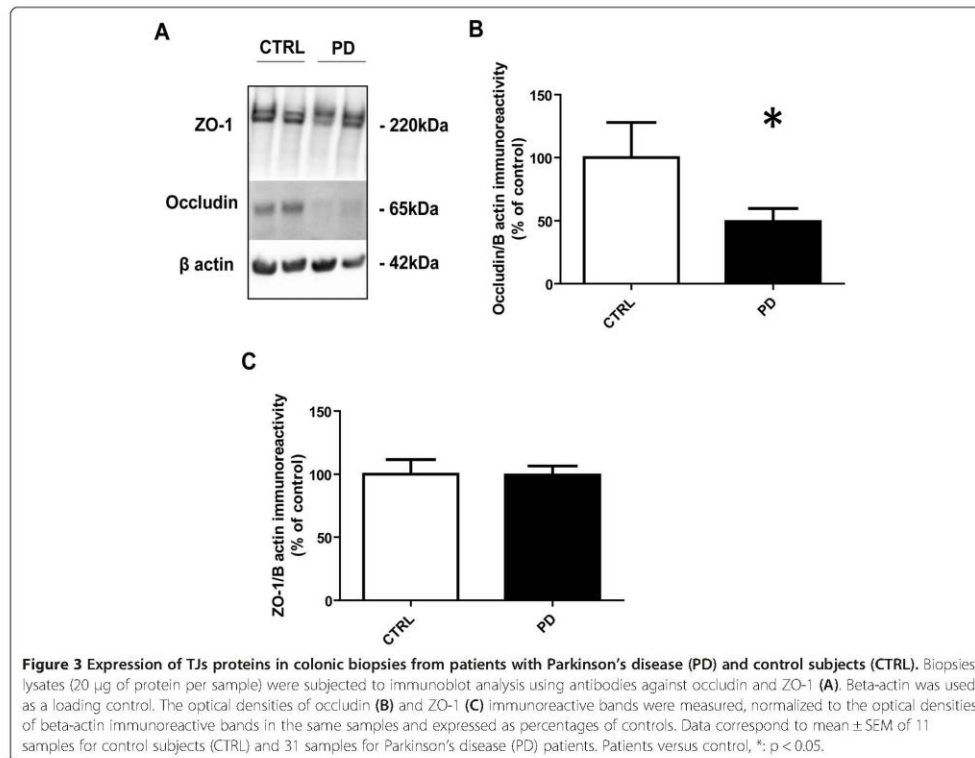 A
CTRL PD
ZO-1
- 220kDa
Occludin
- 65kDa
β actin
- 42kDa
B
Occludin/B actin immunoreactivity
(% of control)
150
100
50
0
*
CTRL
PD
C
ZO-1/B actin immunoreactivity
(% of control)
150
100
50
0
CTRL
PD
Figure 3 Expression of TJs proteins in colonic biopsies from patients with Parkinson's disease (PD) and control subjects (CTRL). Biopsies
lysates (20 μg of protein per sample) were subjected to immunoblot analysis using antibodies against occludin and ZO-1 (A). Beta-actin was used
as a loading control. The optical densities of occludin (B) and ZO-1 (C) immunoreactive bands were measured, normalized to the optical densities
of beta-actin immunoreactive bands in the same samples and expressed as percentages of controls. Data correspond to mean ± SEM of 11
samples for control subjects (CTRL) and 31 samples for Parkinson's disease (PD) patients. Patients versus control, *: p < 0.05.